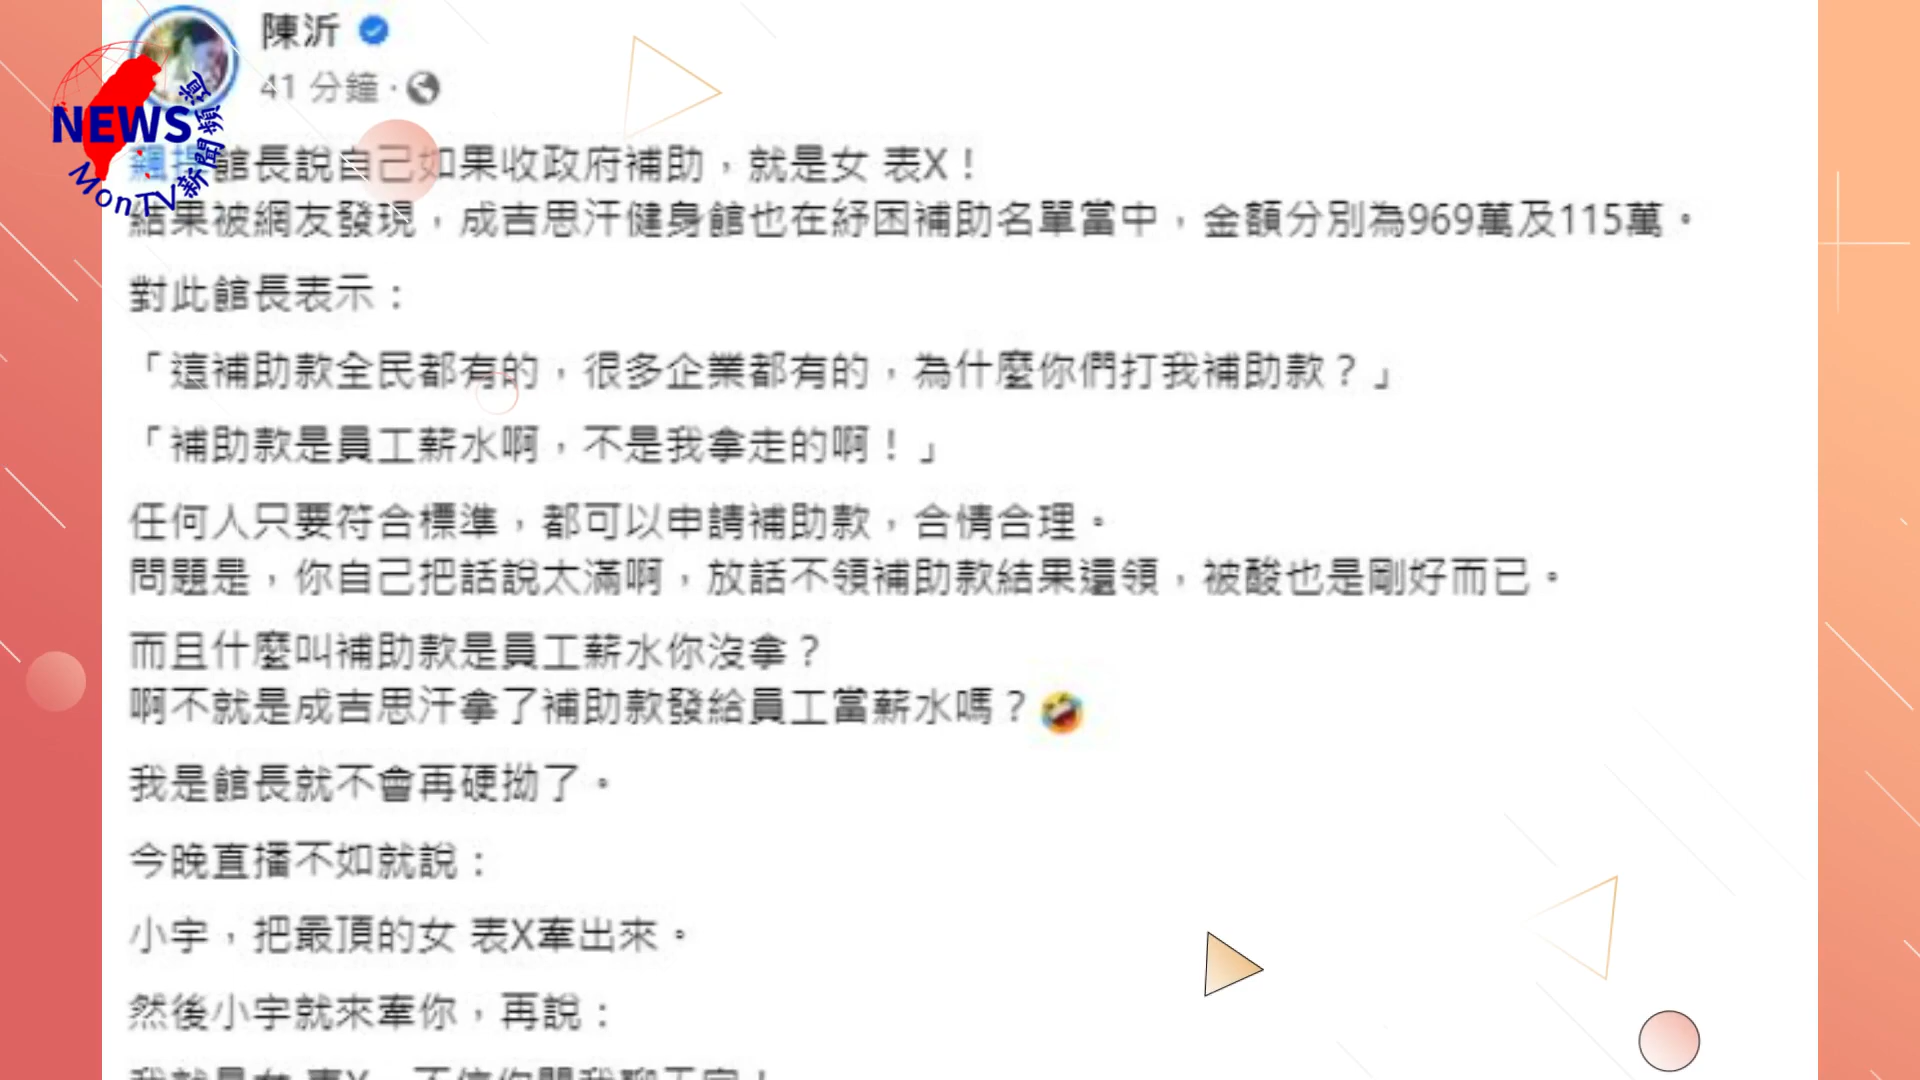 陳沂
41 分鐘 ·
NEWS
MonTV新聞頻道
館長說自己如果收政府補助，就是女 表X！
結果被網友發現，成吉思汗健身館也在紓困補助名單當中，金額分別為969萬及115萬。
對此館長表示：
「這補助款全民都有的，很多企業都有的，為什麼你們打我補助款？」
「補助款是員工薪水啊，不是我拿走的啊！」
任何人只要符合標準，都可以申請補助款，合情合理。
問題是，你自己把話說太滿啊，放話不領補助款結果還領，被酸也是剛好而已。
而且什麼叫補助款是員工薪水你沒拿？
啊不就是成吉思汗拿了補助款發給員工當薪水嗎？🤣
我是館長就不會再硬拗了。
今晚直播不如就說：
小宇，把最頂的女 表X牽出來。
然後小宇就來牽你，再說：